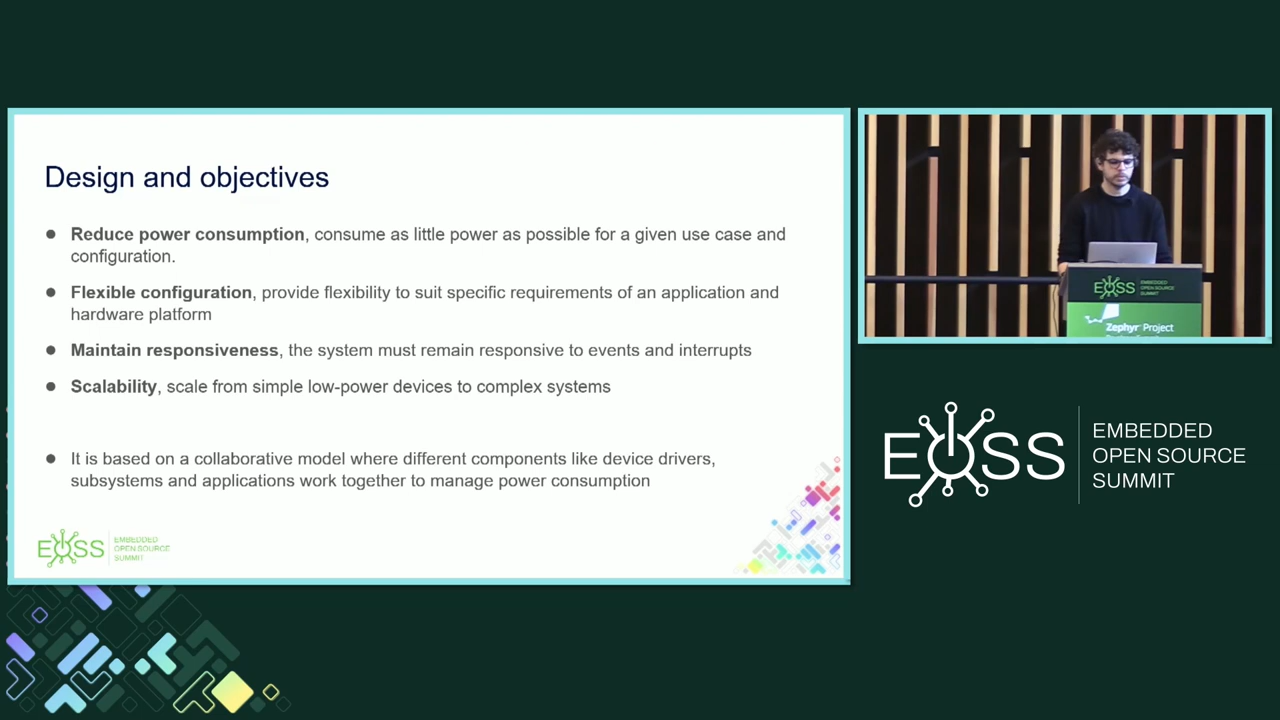 Design and objectives
● Reduce power consumption, consume as little power as possible for a given use case and
configuration.
● Flexible configuration, provide flexibility to suit specific requirements of an application and
hardware platform
● Maintain responsiveness, the system must remain responsive to events and interrupts
● Scalability, scale from simple low-power devices to complex systems
● It is based on a collaborative model where different components like device drivers,
subsystems and applications work together to manage power consumption
EOSS
EMBEDDED
OPEN SOURCE
SUMMIT
EOSS
EMBEDDED
OPEN SOURCE
SUMMIT
Zephyr Project
EOSS
EMBEDDED
OPEN SOURCE
SUMMIT